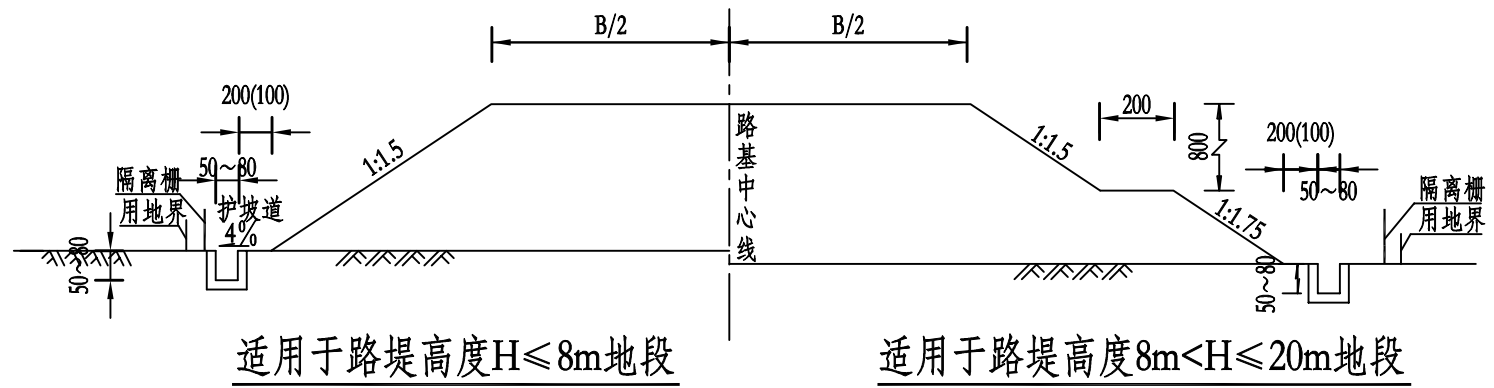 B/2
B/2
200(100)
50~80
1:1.5
隔离栅
用地界
护坡道
4%
50~80
路基中心线
1:1.5
200
800
1:1.75
200(100)
50~80
50~80
隔离栅
用地界
适用于路堤高度H≤8m地段
适用于路堤高度8m<H≤20m地段